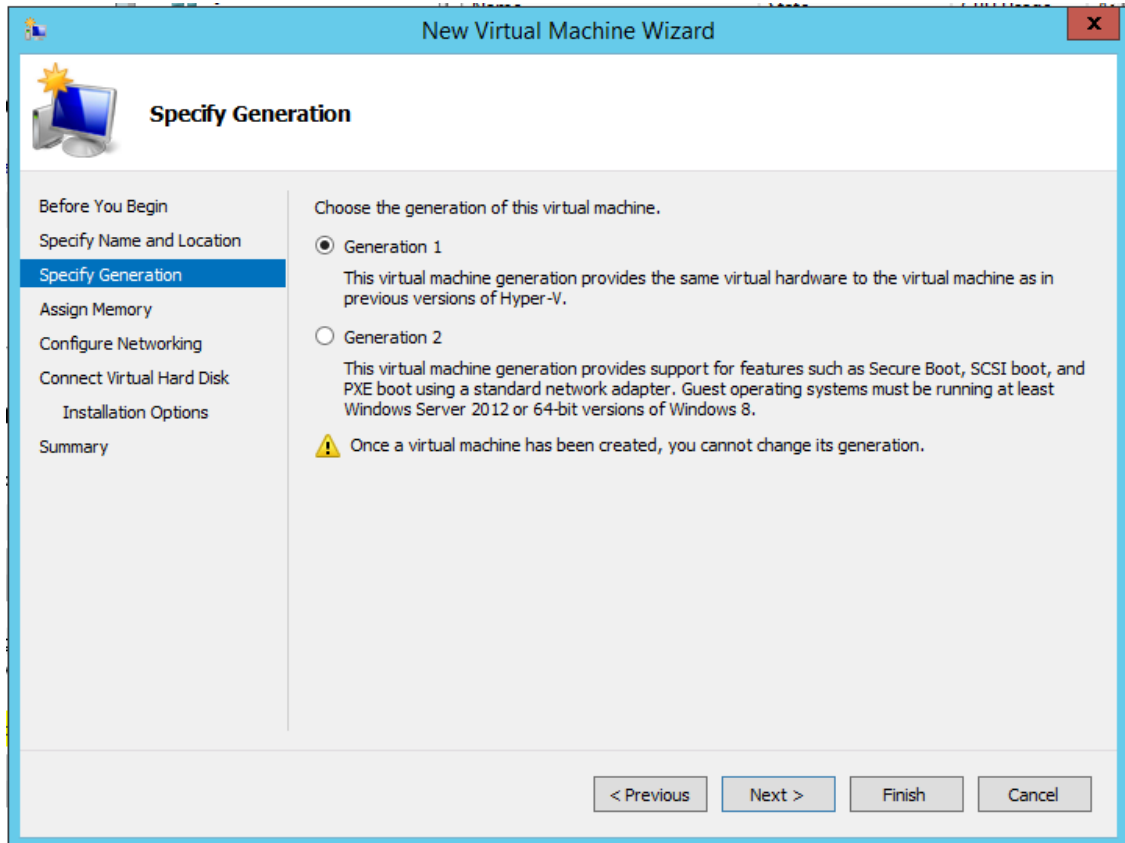 Name
New Virtual Machine Wizard
x
Specify Generation
Before You Begin
Specify Name and Location
Specify Generation
Assign Memory
Configure Networking
Connect Virtual Hard Disk
Installation Options
Summary
Choose the generation of this virtual machine.
Generation 1
This virtual machine generation provides the same virtual hardware to the virtual machine as in
previous versions of Hyper-V.
Generation 2
This virtual machine generation provides support for features such as Secure Boot, SCSI boot, and
PXE boot using a standard network adapter. Guest operating systems must be running at least
Windows Server 2012 or 64-bit versions of Windows 8.
Once a virtual machine has been created, you cannot change its generation.
< Previous
Next >
Finish
Cancel